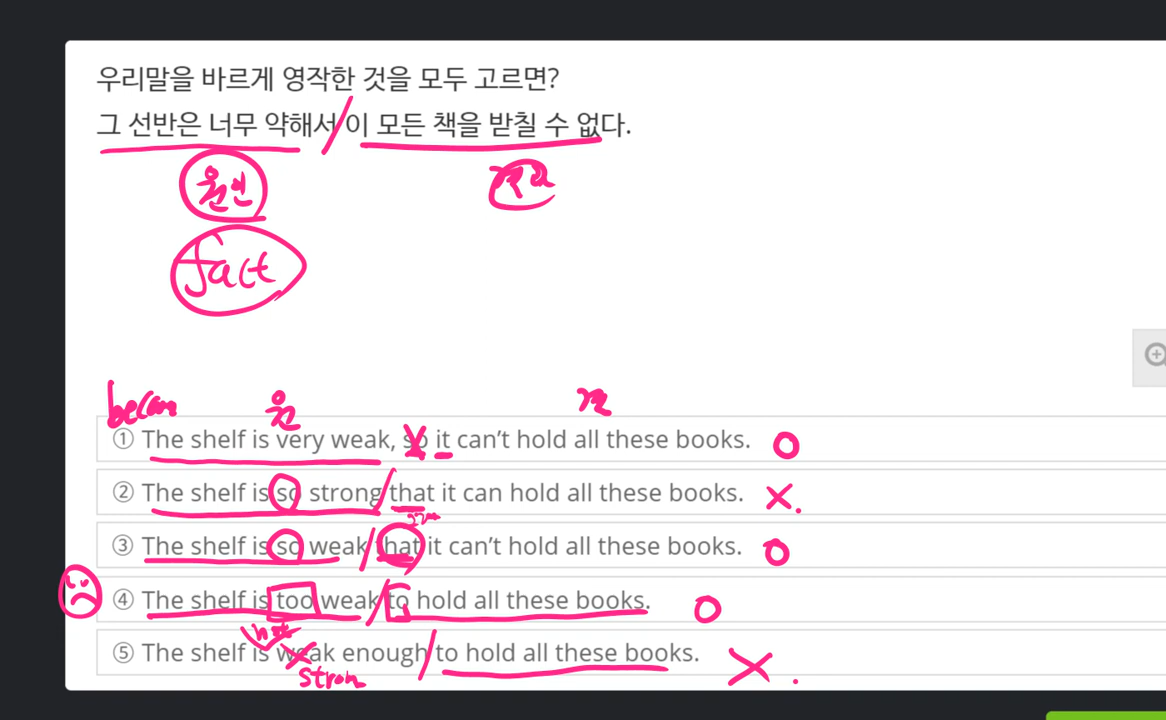 우리말을 바르게 영작한 것을 모두 고르면?
그 선반은 너무 약해서 이 모든 책을 받칠 수 없다.
원인
fact
원
① The shelf is very weak, so it can’t hold all these books. O
② The shelf is so strong that it can hold all these books. X.
③ The shelf is so weak that it can’t hold all these books. O
④ The shelf is too weak to hold all these books. O
not
⑤ The shelf is weak enough to hold all these books. X.
stron